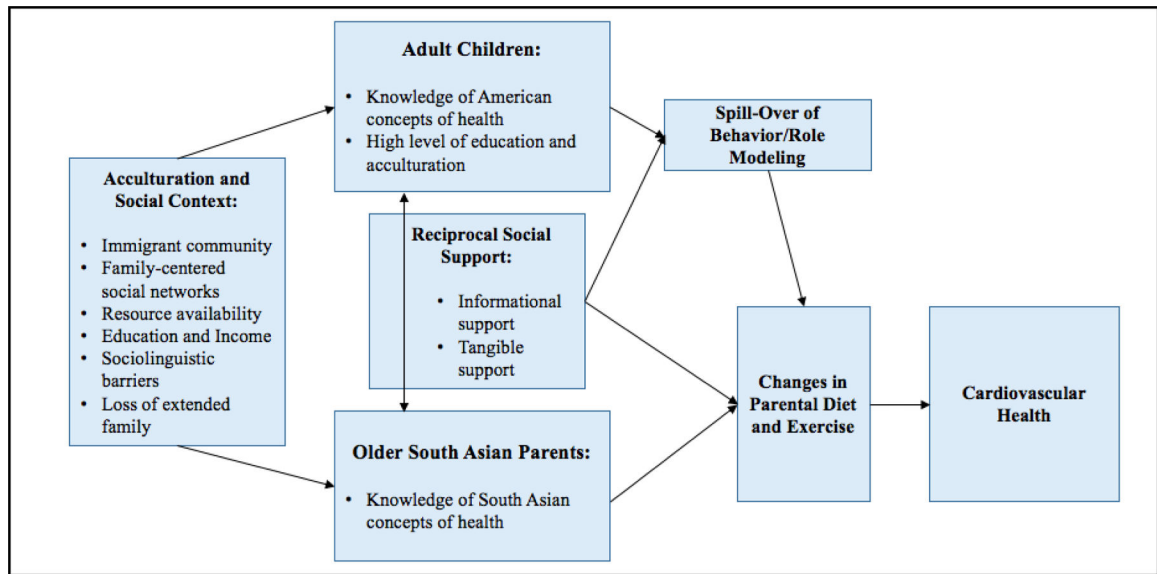 Acculturation and
Social Context:
• Immigrant community
• Family-centered
social networks
• Resource availability
• Education and Income
• Sociolinguistic
barriers
• Loss of extended
family
Adult Children:
• Knowledge of American
concepts of health
• High level of education and
acculturation
Reciprocal Social
Support:
• Informational
support
• Tangible
support
Older South Asian Parents:
• Knowledge of South Asian
concepts of health
Spill-Over of
Behavior/Role
Modeling
Changes in
Parental Diet
and Exercise
Cardiovascular
Health